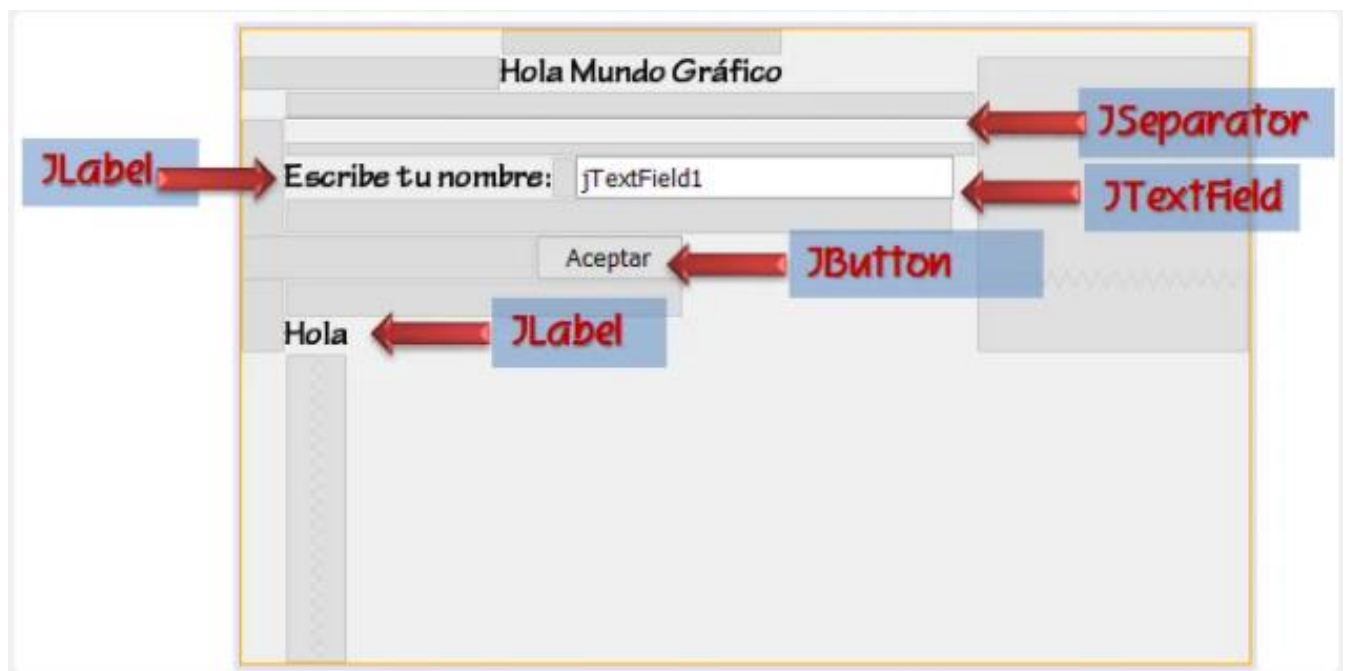 Hola Mundo Gráfico
JSeparator
JLabel
Escribe tu nombre:
jTextField1
JTextField
Aceptar
JButton
Hola
JLabel